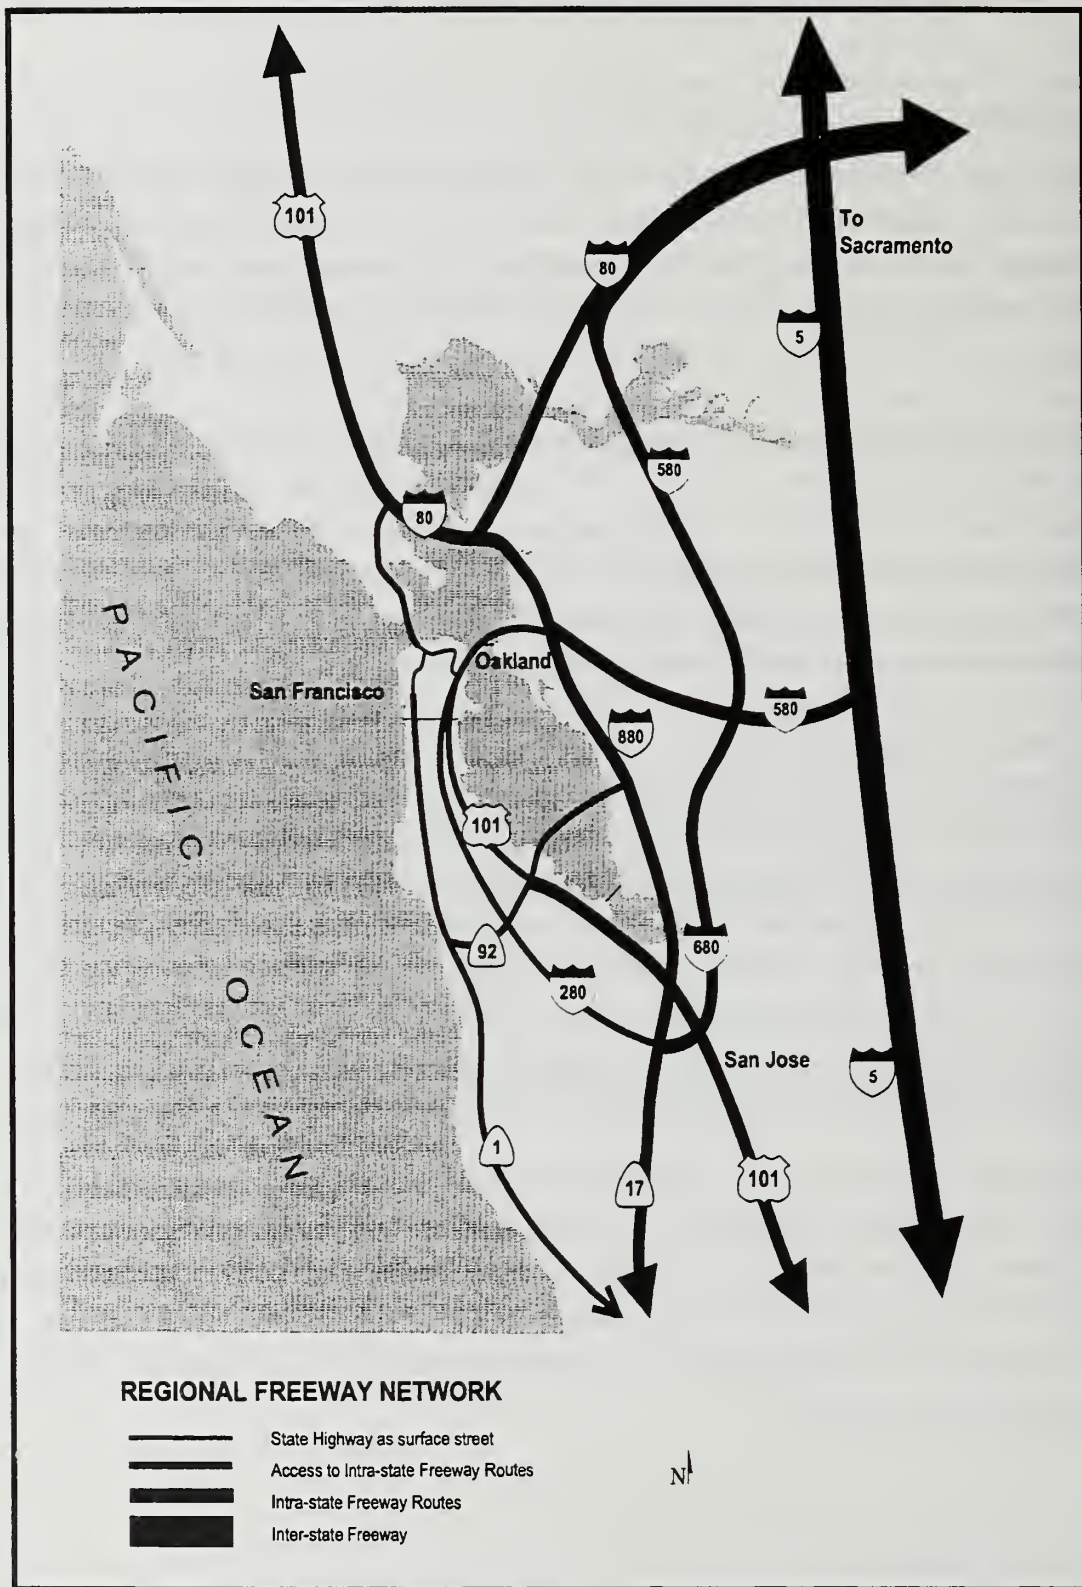 101
To
Sacramento
80
5
580
80
PACIFIC
OCEAN
San Francisco
Oakland
580
880
101
92
680
280
San Jose
5
1
17
101
REGIONAL FREEWAY NETWORK
State Highway as surface street
Access to Intra-state Freeway Routes
Intra-state Freeway Routes
Inter-state Freeway
N